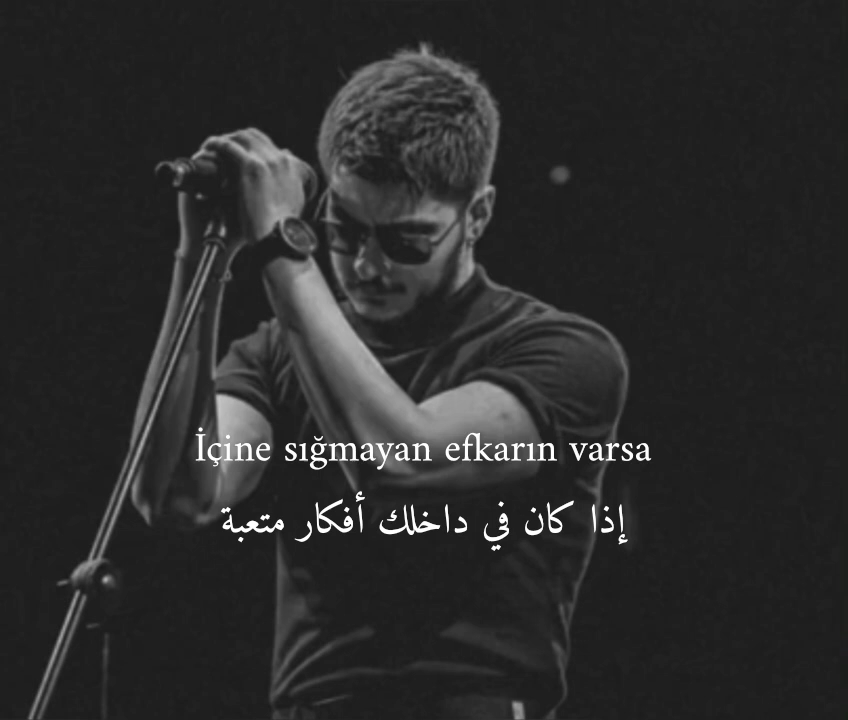 İçine sığmayan efkarın varsa
إذا كان في داخلك أفكار متعبة